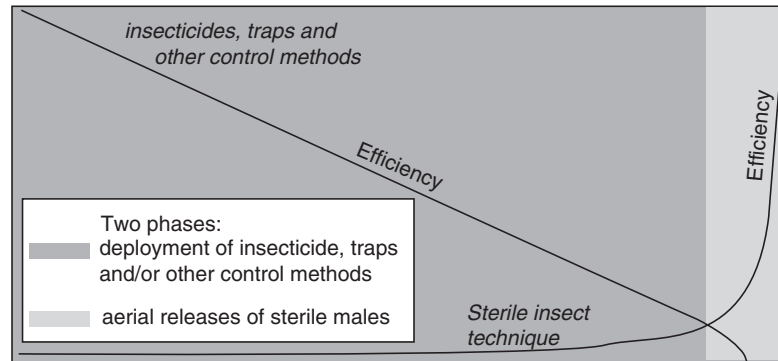 insecticides, traps and
other control methods
Efficiency
Efficiency
Two phases:
deployment of insecticide, traps
and/or other control methods
aerial releases of sterile males
Sterile insect
technique